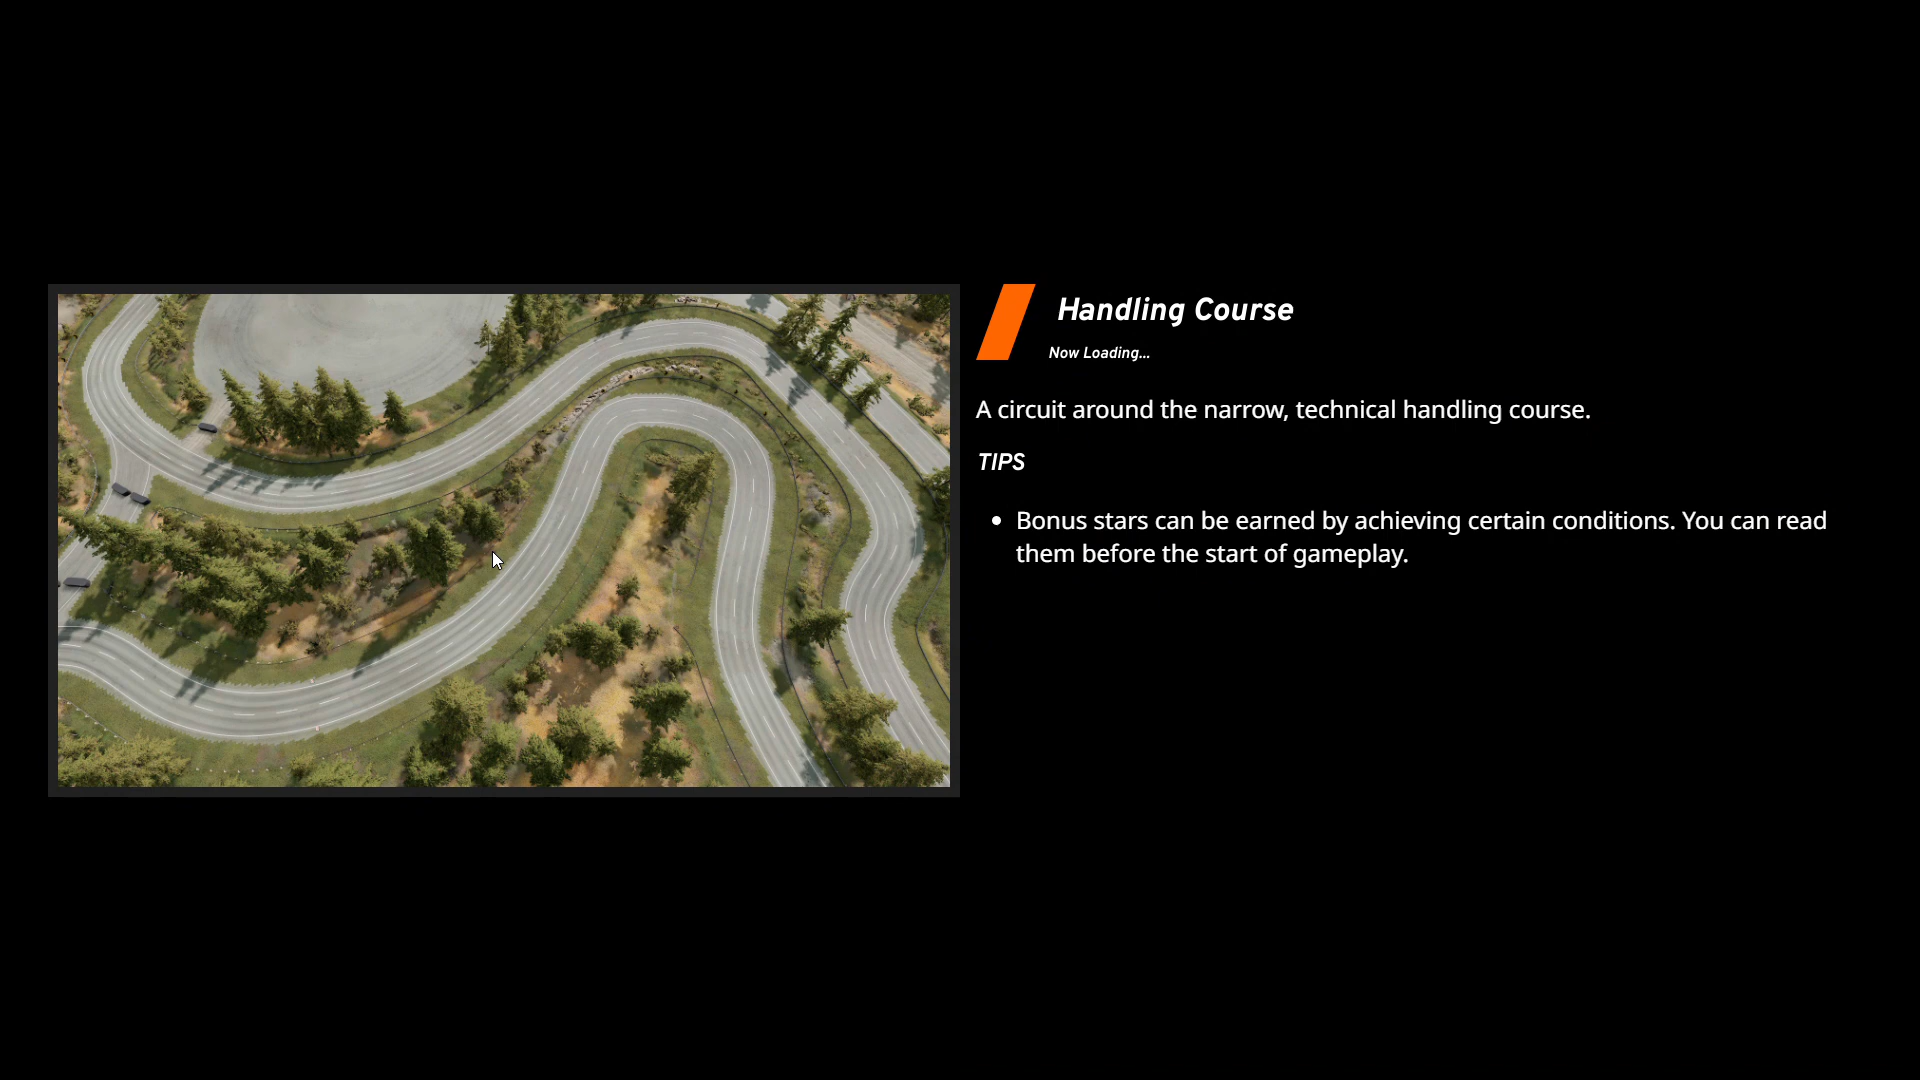 Handling Course
Now Loading...
A circuit around the narrow, technical handling course.
TIPS
Bonus stars can be earned by achieving certain conditions. You can read
them before the start of gameplay.